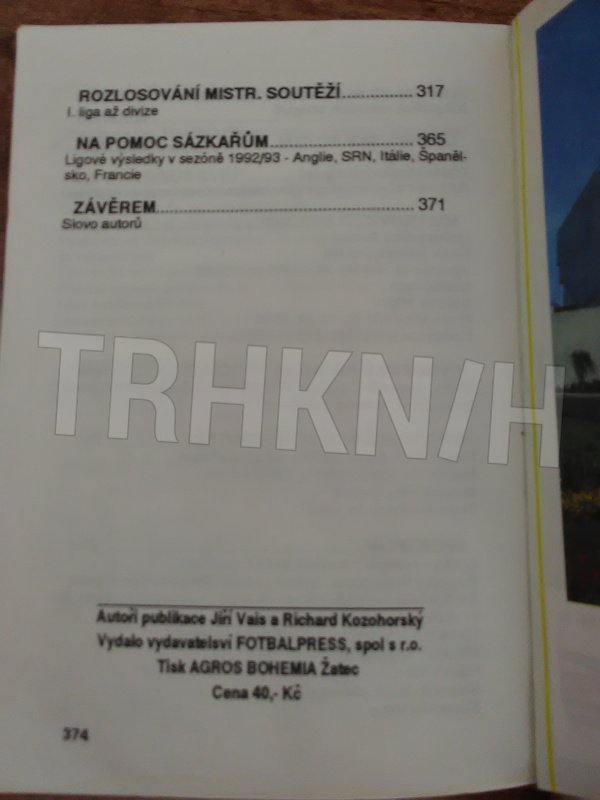 ROZLOSOVÁNÍ MISTR. SOUTĚŽÍ............... 317
I. liga až divize
NA POMOC SÁZKAŘŮM.............................. 365
Ligové výsledky v sezóně 1992/93 - Anglie, SRN, Itálie, Španěl-
sko, Francie
ZÁVĚREM...................................................... 371
Slovo autorů
TRHKNIH
Autoři publikace Jiří Vais a Richard Kozohorský
Vydalo vydavatelsví FOTBALPRESS, spol s r.o.
Tisk AGROS BOHEMIA Žatec
Cena 40,- Kč
374